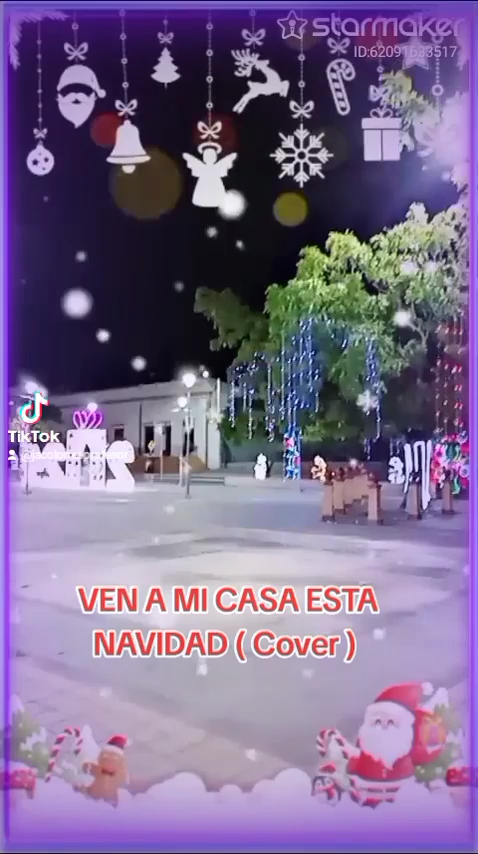 starmaker
ID:62091633517
TikTok
VEN A MI CASA ESTA
NAVIDAD ( Cover )